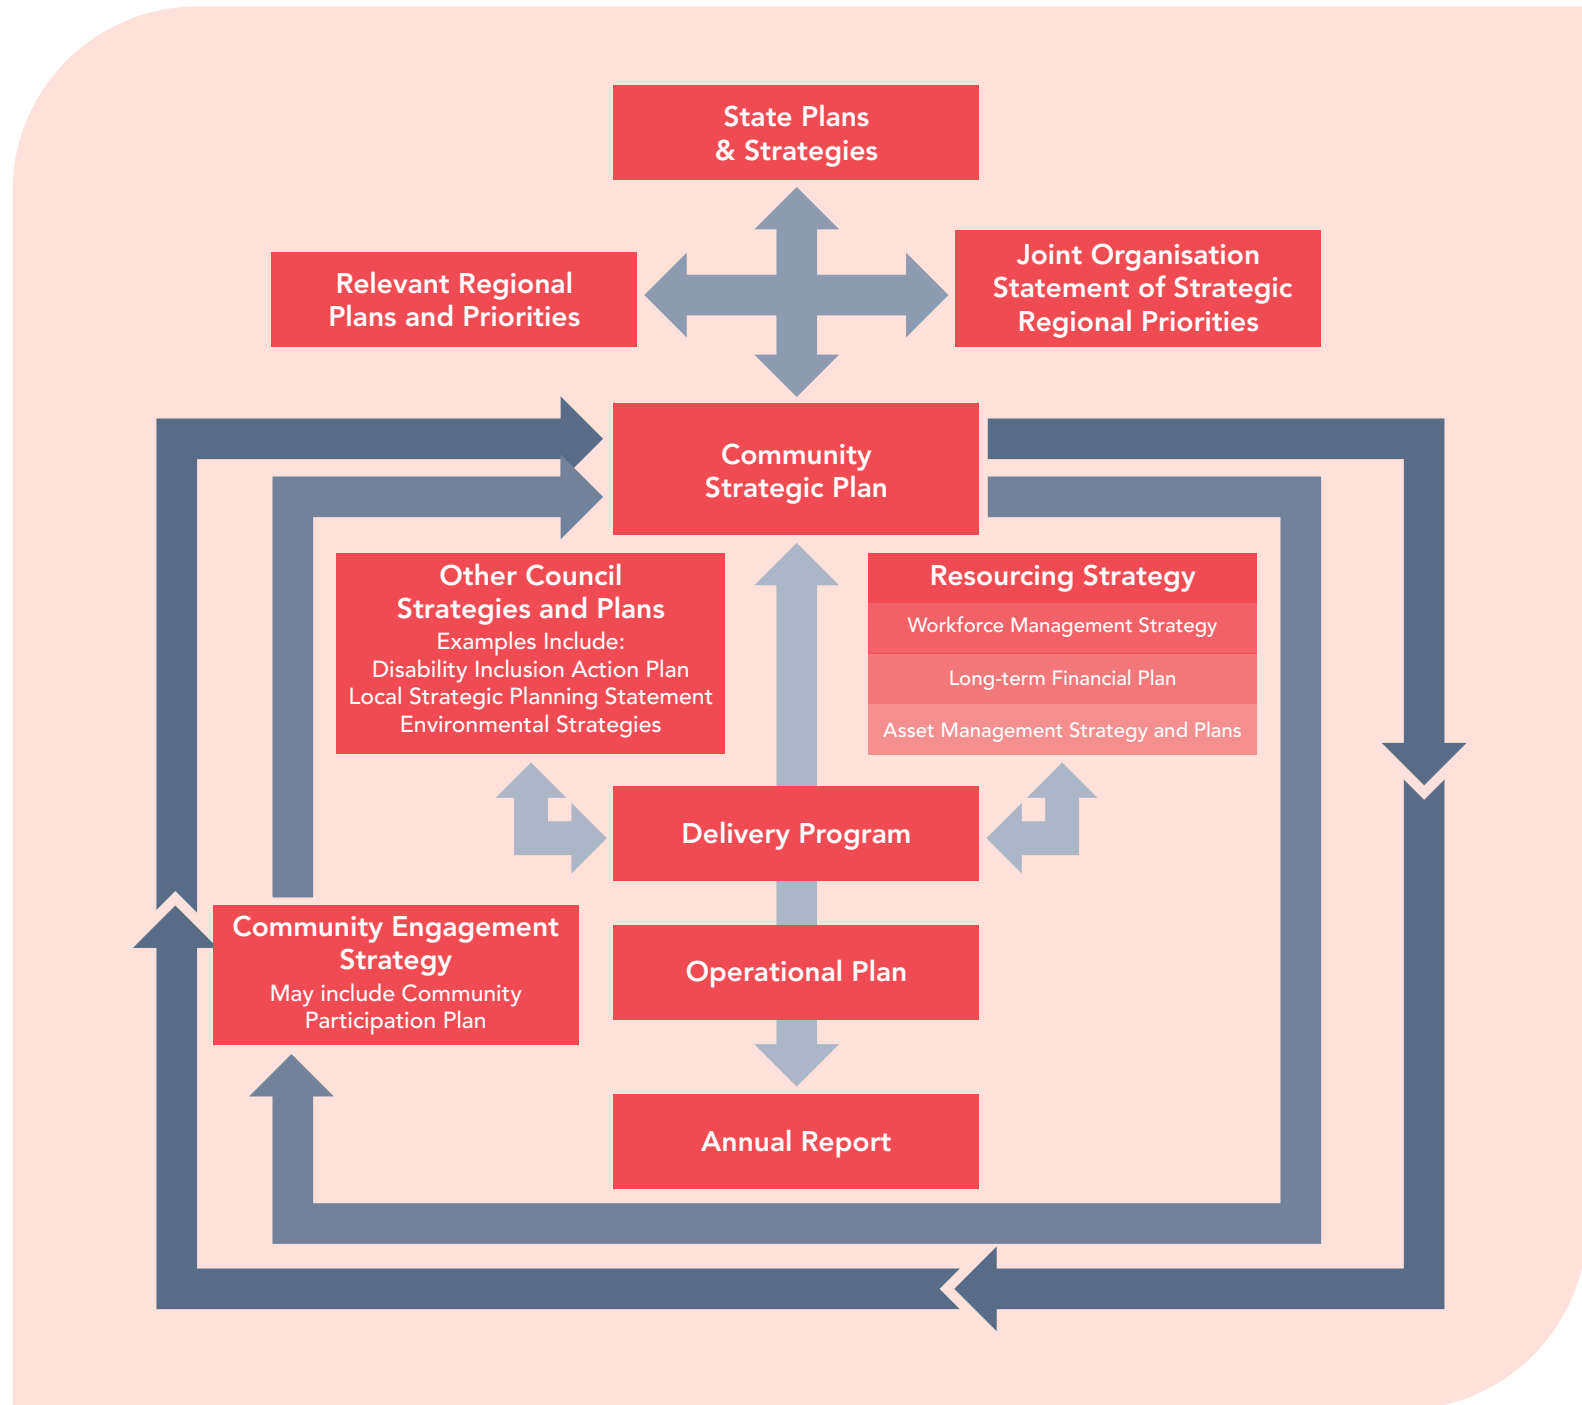 State Plans
& Strategies
Relevant Regional
Plans and Priorities
Joint Organisation
Statement of Strategic
Regional Priorities
Community
Strategic Plan
Other Council
Strategies and Plans
Examples Include:
Disability Inclusion Action Plan
Local Strategic Planning Statement
Environmental Strategies
Resourcing Strategy
Workforce Management Strategy
Long-term Financial Plan
Asset Management Strategy and Plans
Delivery Program
Community Engagement
Strategy
May include Community
Participation Plan
Operational Plan
Annual Report